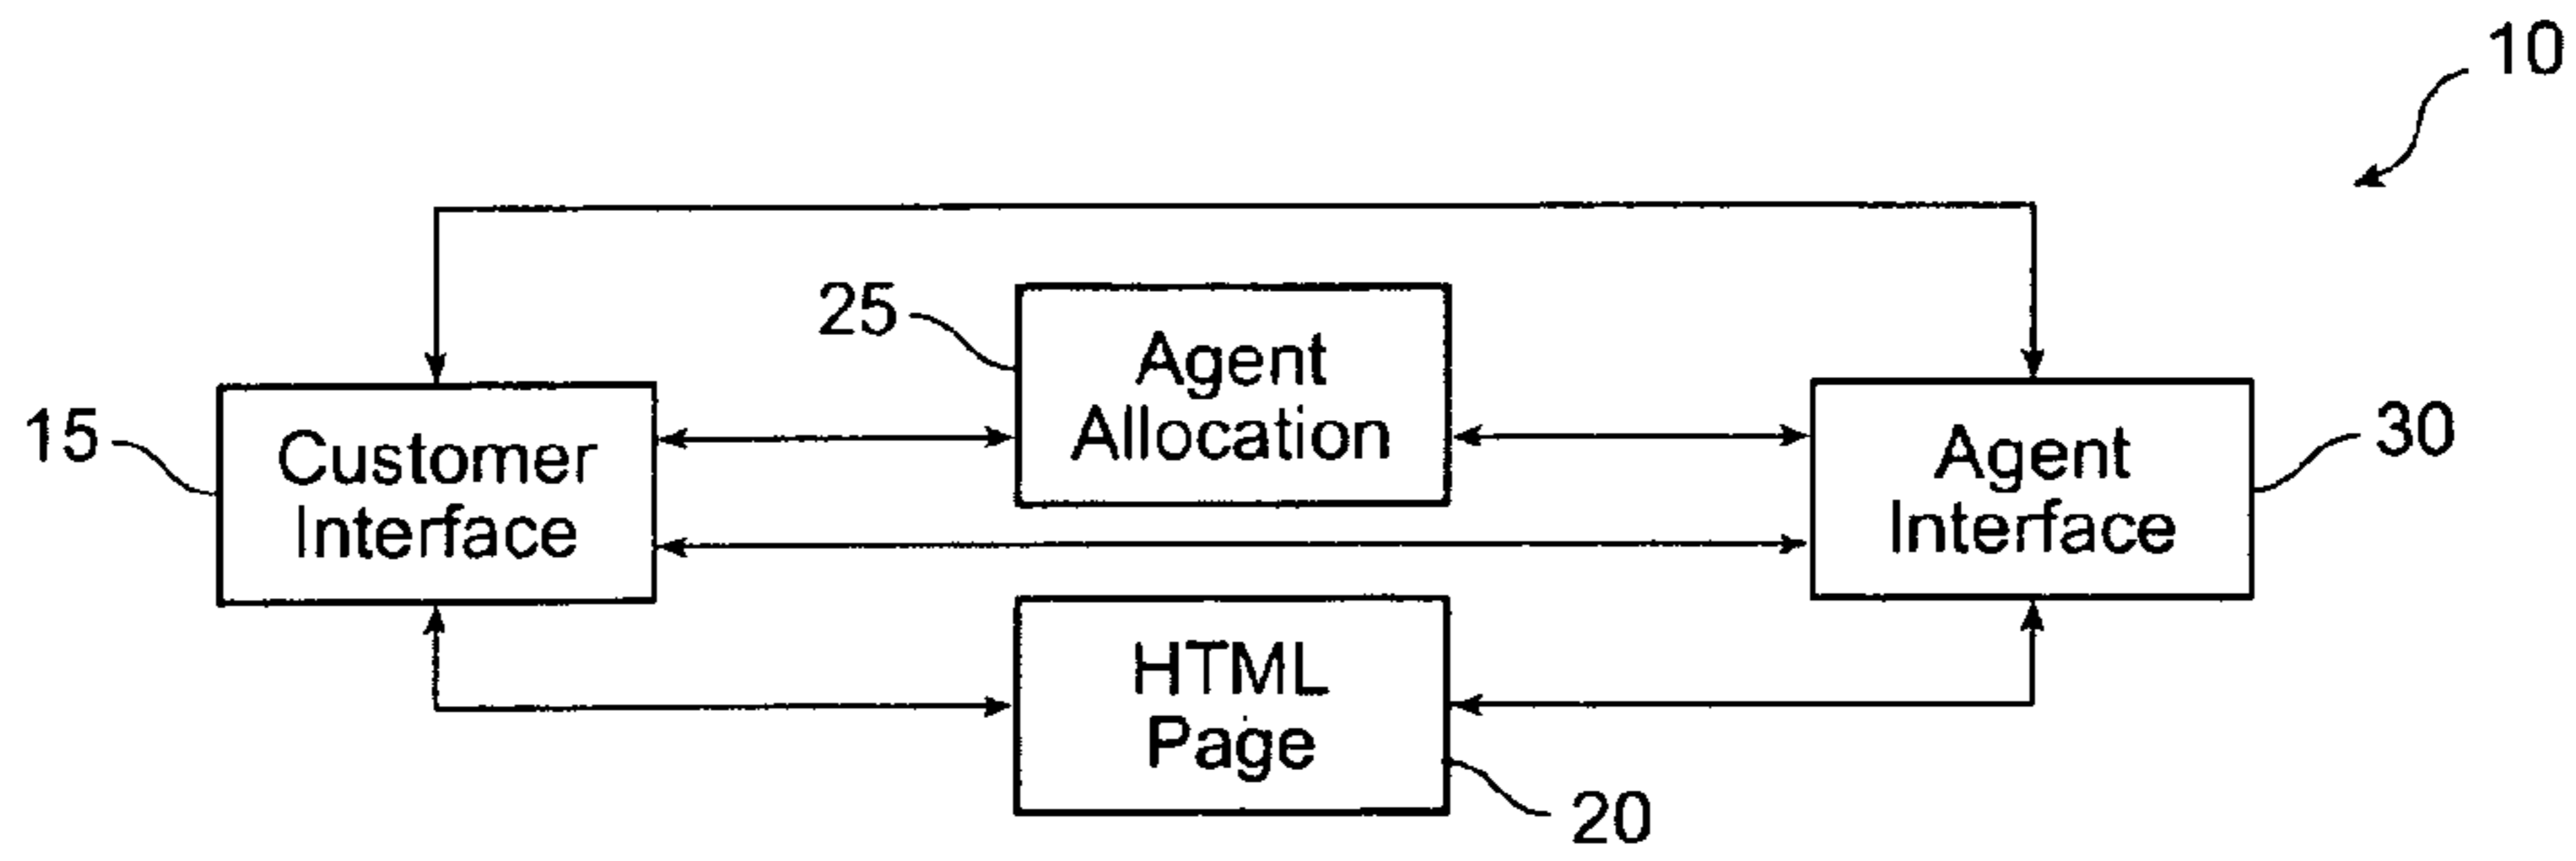 10
25
Agent
Allocation
15
Customer
Interface
Agent
Interface
30
HTML
Page
20